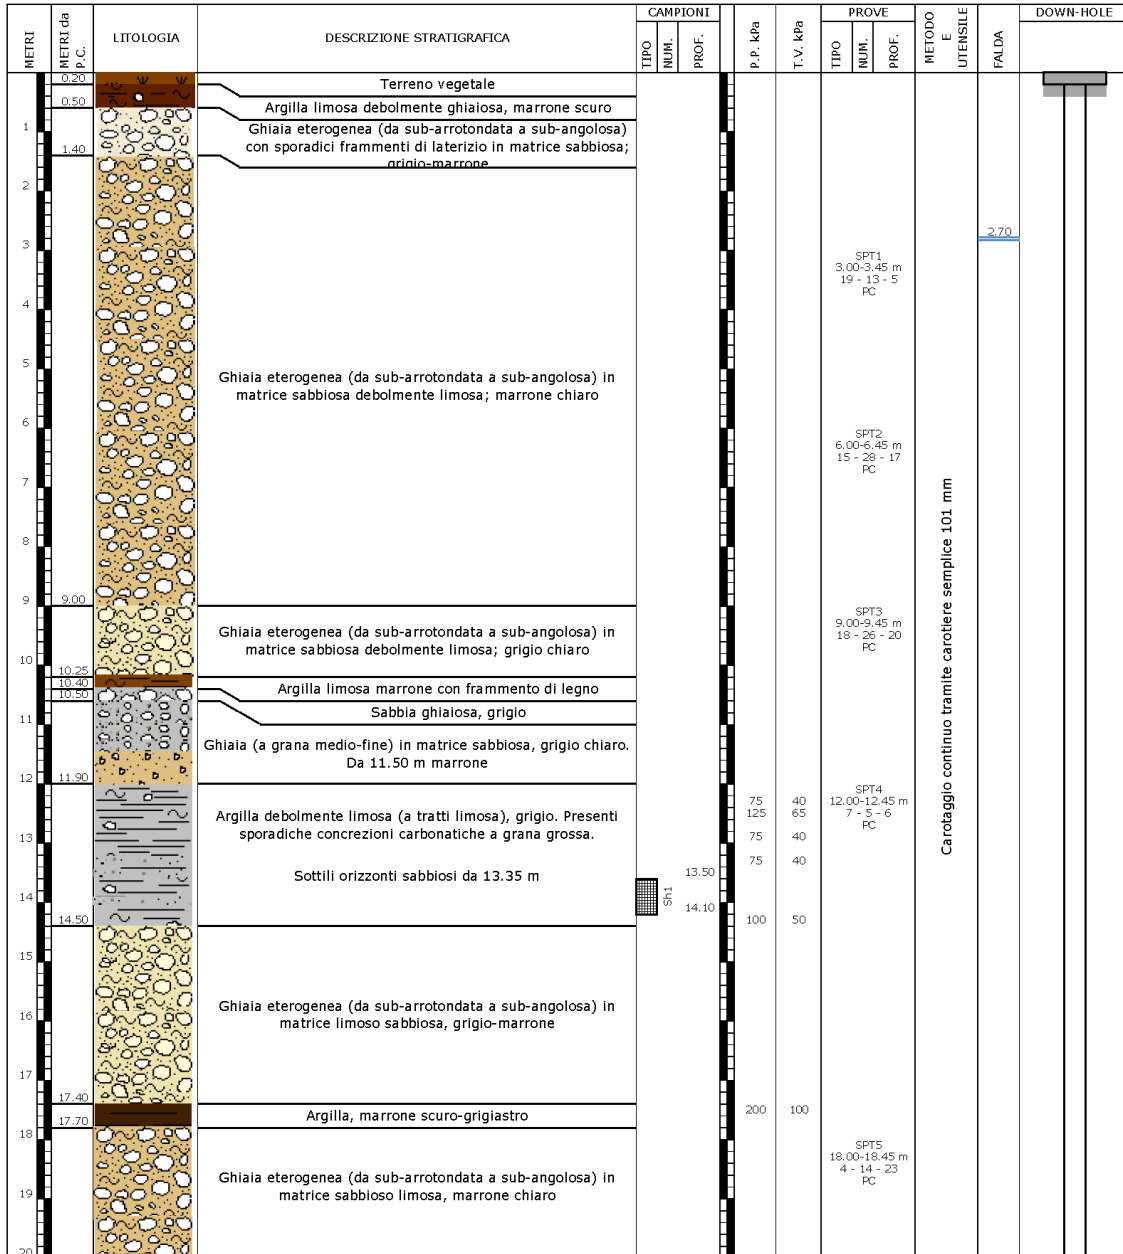 METRI
METRI da P.C.
LITOLOGIA
DESCRIZIONE STRATIGRAFICA
CAMPIONI
TIPO
NUM.
PROF.
P.P. kPa
T.V. kPa
PROVE
TIPO
NUM.
PROF.
METODO E UTENSILE
FALDA
DOWN-HOLE
0.20
Terreno vegetale
0.50
Argilla limosa debolmente ghiaiosa, marrone scuro
1
Ghiaia eterogenea (da sub-arrotondata a sub-angolosa)
con sporadici frammenti di laterizio in matrice sabbiosa;
grigio-marrone
1.40
2
2.70
3
SPT1
3.00-3.45 m
19 - 13 - 5
PC
4
5
Ghiaia eterogenea (da sub-arrotondata a sub-angolosa) in
matrice sabbiosa debolmente limosa; marrone chiaro
6
SPT2
6.00-6.45 m
15 - 28 - 17
PC
7
8
Carotaggio continuo tramite carotiere semplice 101 mm
9
9.00
SPT3
9.00-9.45 m
18 - 26 - 20
PC
Ghiaia eterogenea (da sub-arrotondata a sub-angolosa) in
matrice sabbiosa debolmente limosa; grigio chiaro
10
10.25
10.40
Argilla limosa marrone con frammento di legno
10.50
Sabbia ghiaiosa, grigio
11
Ghiaia (a grana medio-fine) in matrice sabbiosa, grigio chiaro.
Da 11.50 m marrone
12
11.90
SPT4
12.00-12.45 m
7 - 5 - 6
PC
75 40
125 65
75 40
75 40
Argilla debolmente limosa (a tratti limosa), grigio. Presenti
sporadiche concrezioni carbonatiche a grana grossa.
13
Sottili orizzonti sabbiosi da 13.35 m
13.50
Sh1
14.10
14
14.50
100 50
15
Ghiaia eterogenea (da sub-arrotondata a sub-angolosa) in
matrice limoso sabbiosa, grigio-marrone
16
17
17.40
Argilla, marrone scuro-grigiastro
200 100
17.70
18
SPT5
18.00-18.45 m
4 - 14 - 23
PC
Ghiaia eterogenea (da sub-arrotondata a sub-angolosa) in
matrice sabbioso limosa, marrone chiaro
19
20